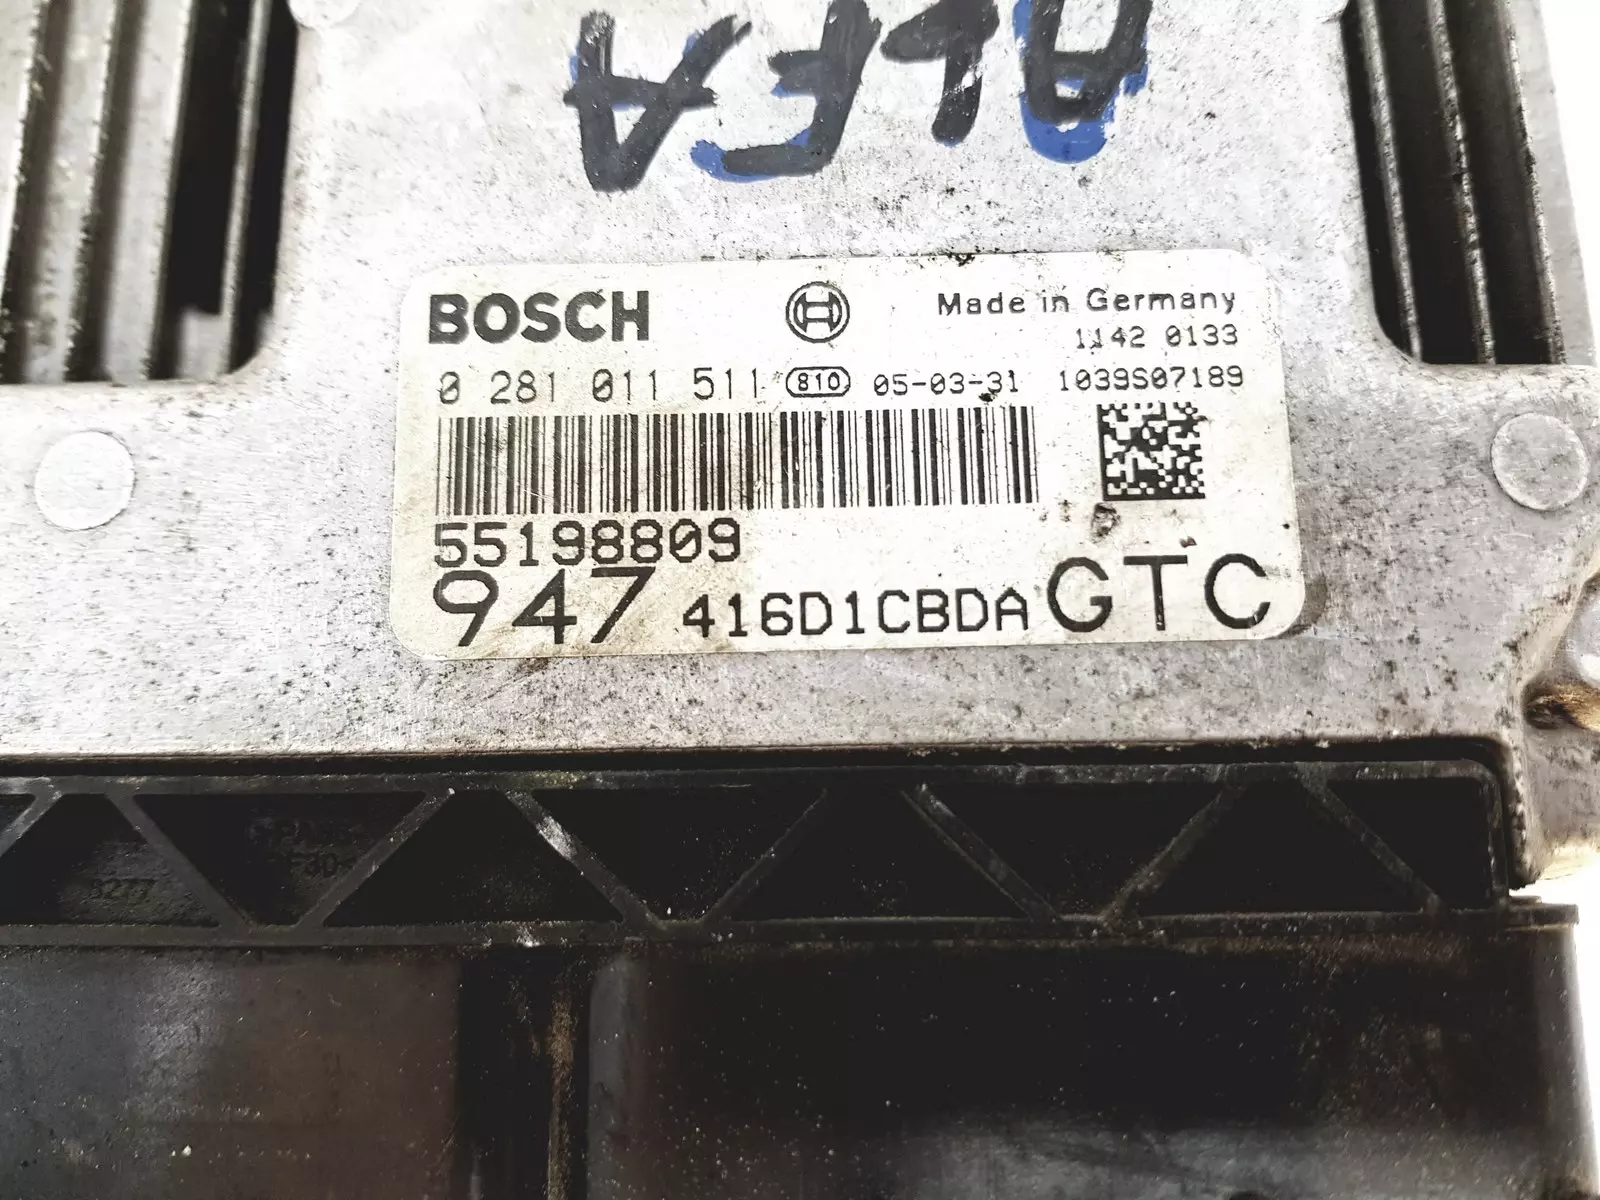 ALFA
BOSCH
Made in Germany
1142 0133
0 281 011 511 810 05-03-31 1039S07189
55198809
947 416D1CBDA GTC
8277